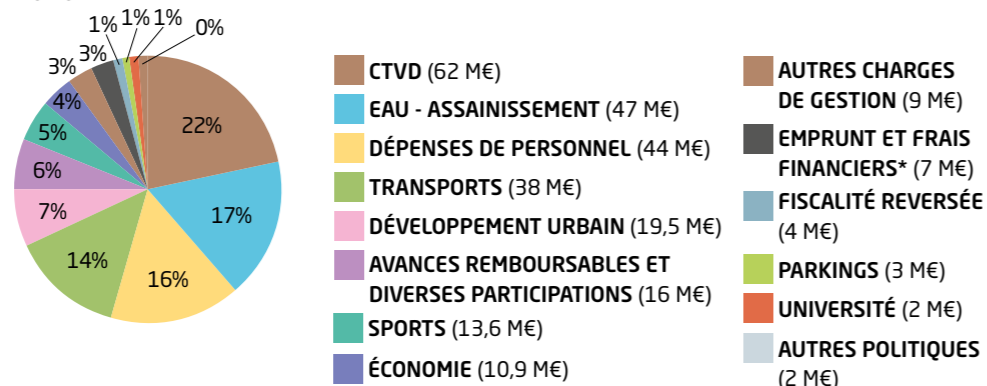 1% 1% 1% 0%
3% 3%
4%
5%
6%
7%
14%
16%
17%
22%
CTVD (62 M€)
EAU - ASSAINISSEMENT (47 M€)
DÉPENSES DE PERSONNEL (44 M€)
TRANSPORTS (38 M€)
DÉVELOPPEMENT URBAIN (19,5 M€)
AVANCES REMBOURSABLES ET
DIVERSES PARTICIPATIONS (16 M€)
SPORTS (13,6 M€)
ÉCONOMIE (10,9 M€)
AUTRES CHARGES
DE GESTION (9 M€)
EMPRUNT ET FRAIS
FINANCIERS* (7 M€)
FISCALITÉ REVERSÉE
(4 M€)
PARKINGS (3 M€)
UNIVERSITÉ (2 M€)
AUTRES POLITIQUES
(2 M€)